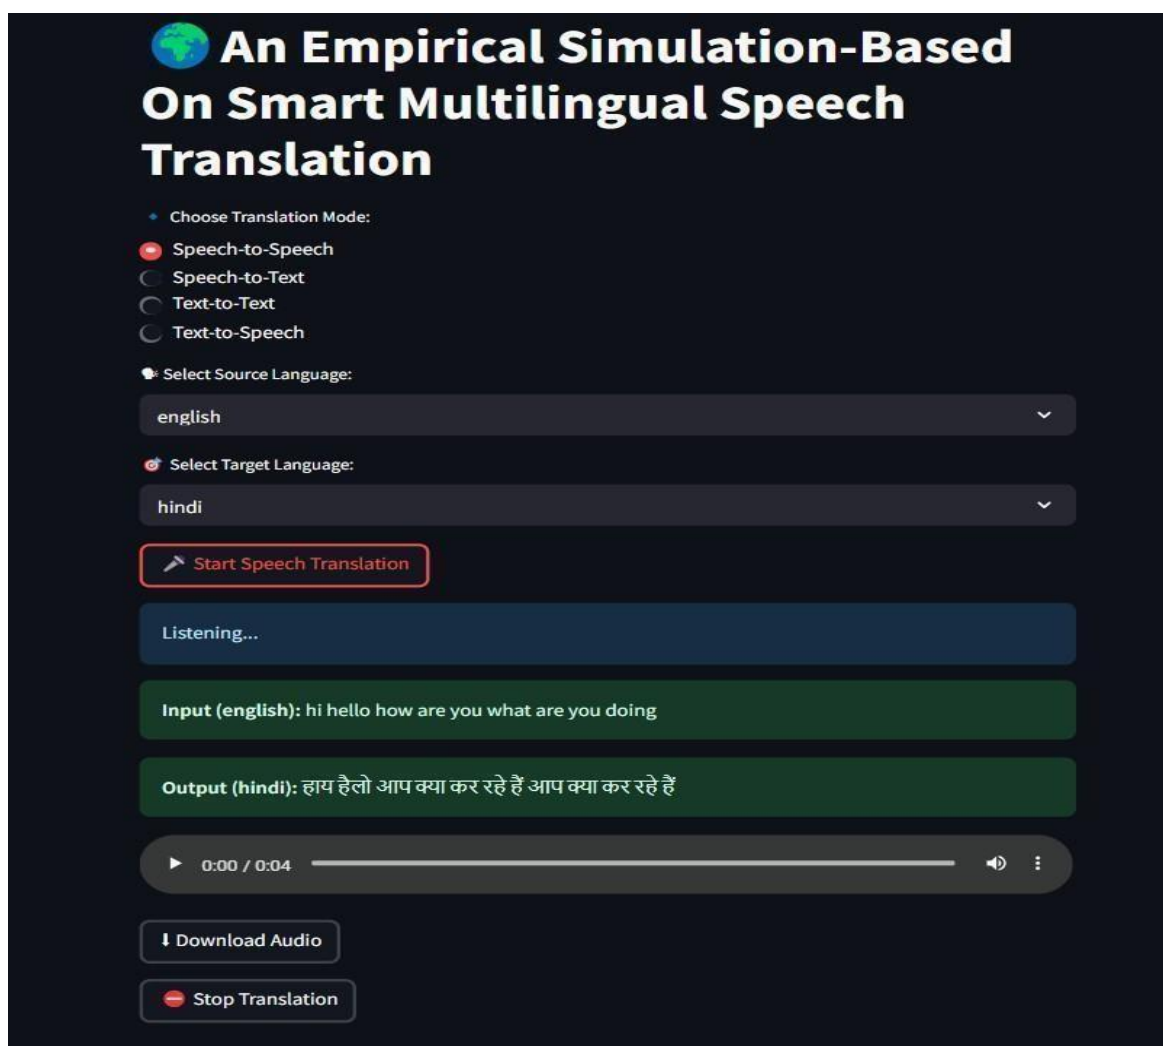 An Empirical Simulation-Based
On Smart Multilingual Speech
Translation
Choose Translation Mode:
Speech-to-Speech
Speech-to-Text
Text-to-Text
Text-to-Speech
Select Source Language:
english
Select Target Language:
hindi
Start Speech Translation
Listening...
Input (english): hi hello how are you what are you doing
Output (hindi): हाय हैलो आप क्या कर रहे हैं आप क्या कर रहे हैं
0:00 / 0:04
Download Audio
Stop Translation